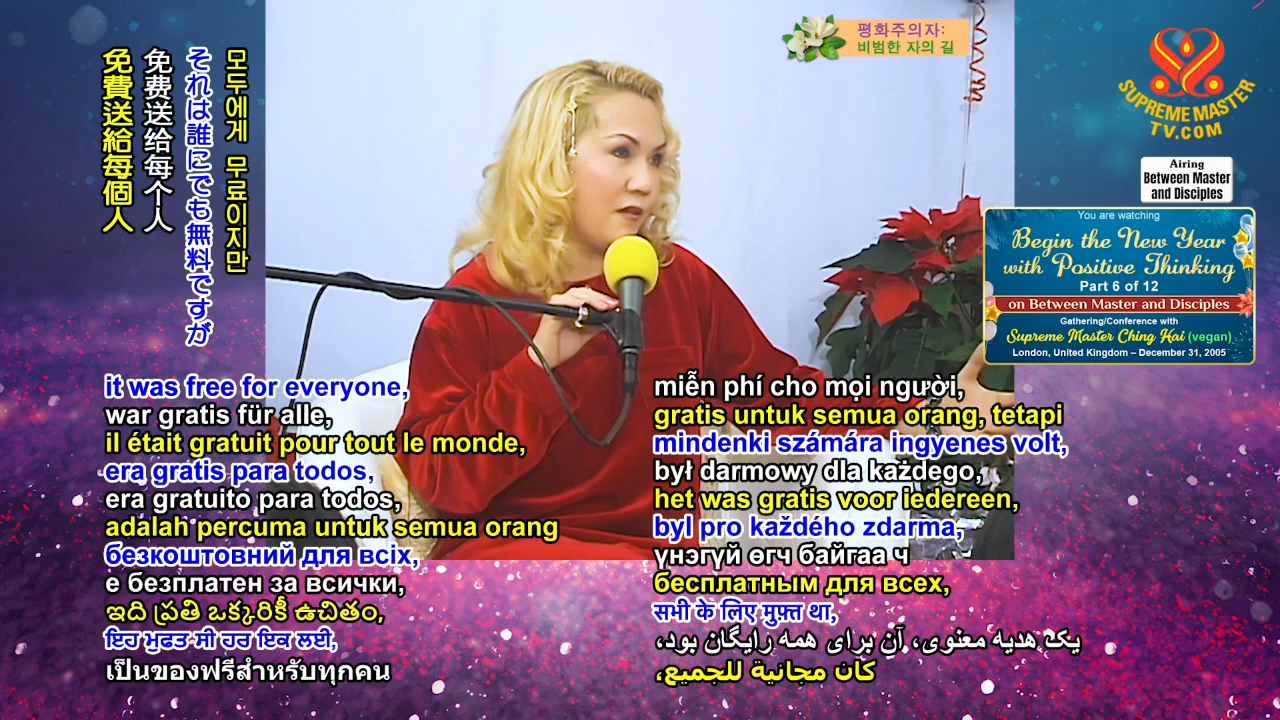 免費送給每個人
免费送给每个人
それは誰にでも無料ですが
모두에게 무료이지만
평화주의자:
비범한 자의 길
SUPREME MASTER
TV.COM
Airing
Between Master
and Disciples
You are watching
Begin the New Year
with Positive Thinking
Part 6 of 12
on Between Master and Disciples
Gathering/Conference with
Supreme Master Ching Hai (vegan)
London, United Kingdom – December 31, 2005
it was free for everyone,
war gratis für alle,
il était gratuit pour tout le monde,
era gratis para todos,
era gratuito para todos,
adalah percuma untuk semua orang
безкоштовний для всіх,
е безплатен за всички,
ఇది ప్రతి ఒక్కరికీ ఉచితం,
ਇਹ ਮੁਫਤ ਸੀ ਹਰ ਇਕ ਲਈ,
เป็นของฟรีสำหรับทุกคน
miễn phí cho mọi người,
gratis untuk semua orang, tetapi
mindenki számára ingyenes volt,
był darmowy dla każdego,
het was gratis voor iedereen,
byl pro každého zdarma,
үнэгүй өгч байгаа ч
бесплатным для всех,
सभी के लिए मुफ़्त था,
یک هدیه معنوی، آن برای همه رایگان بود،
كان مجانية للجميع،